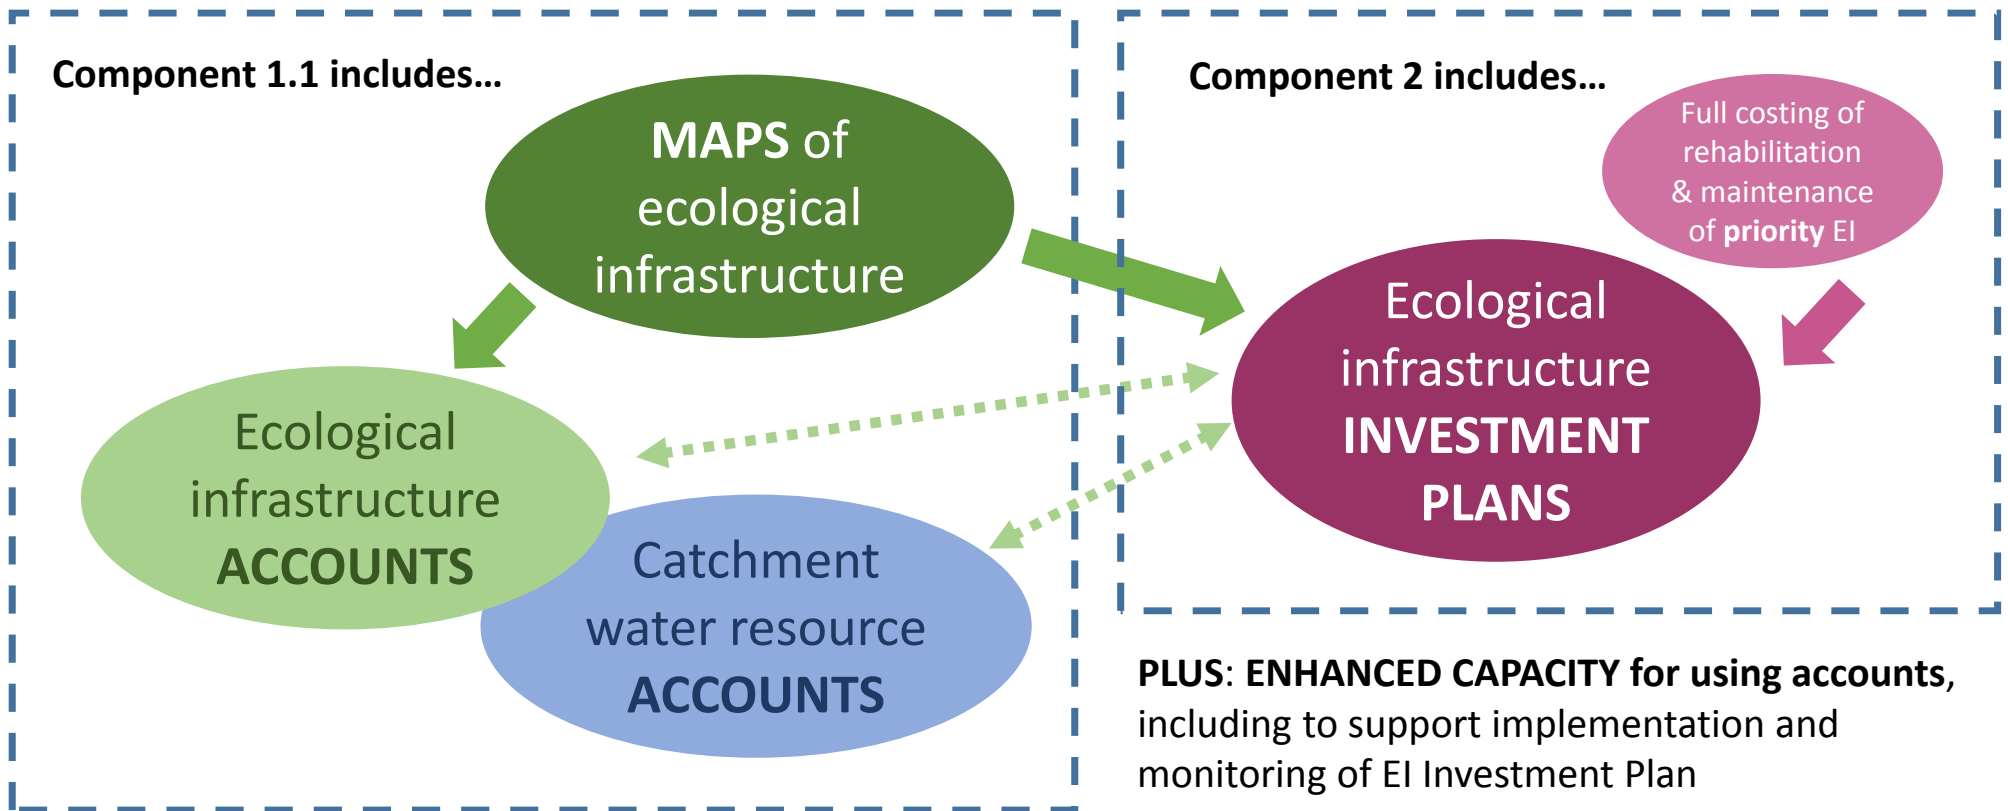 Component 1.1 includes…
MAPS of
ecological
infrastructure
Ecological
infrastructure
ACCOUNTS
Catchment
water resource
ACCOUNTS
Component 2 includes…
Full costing of
rehabilitation
& maintenance
of priority EI
Ecological
infrastructure
INVESTMENT
PLANS
PLUS: ENHANCED CAPACITY for using accounts,
including to support implementation and
monitoring of EI Investment Plan